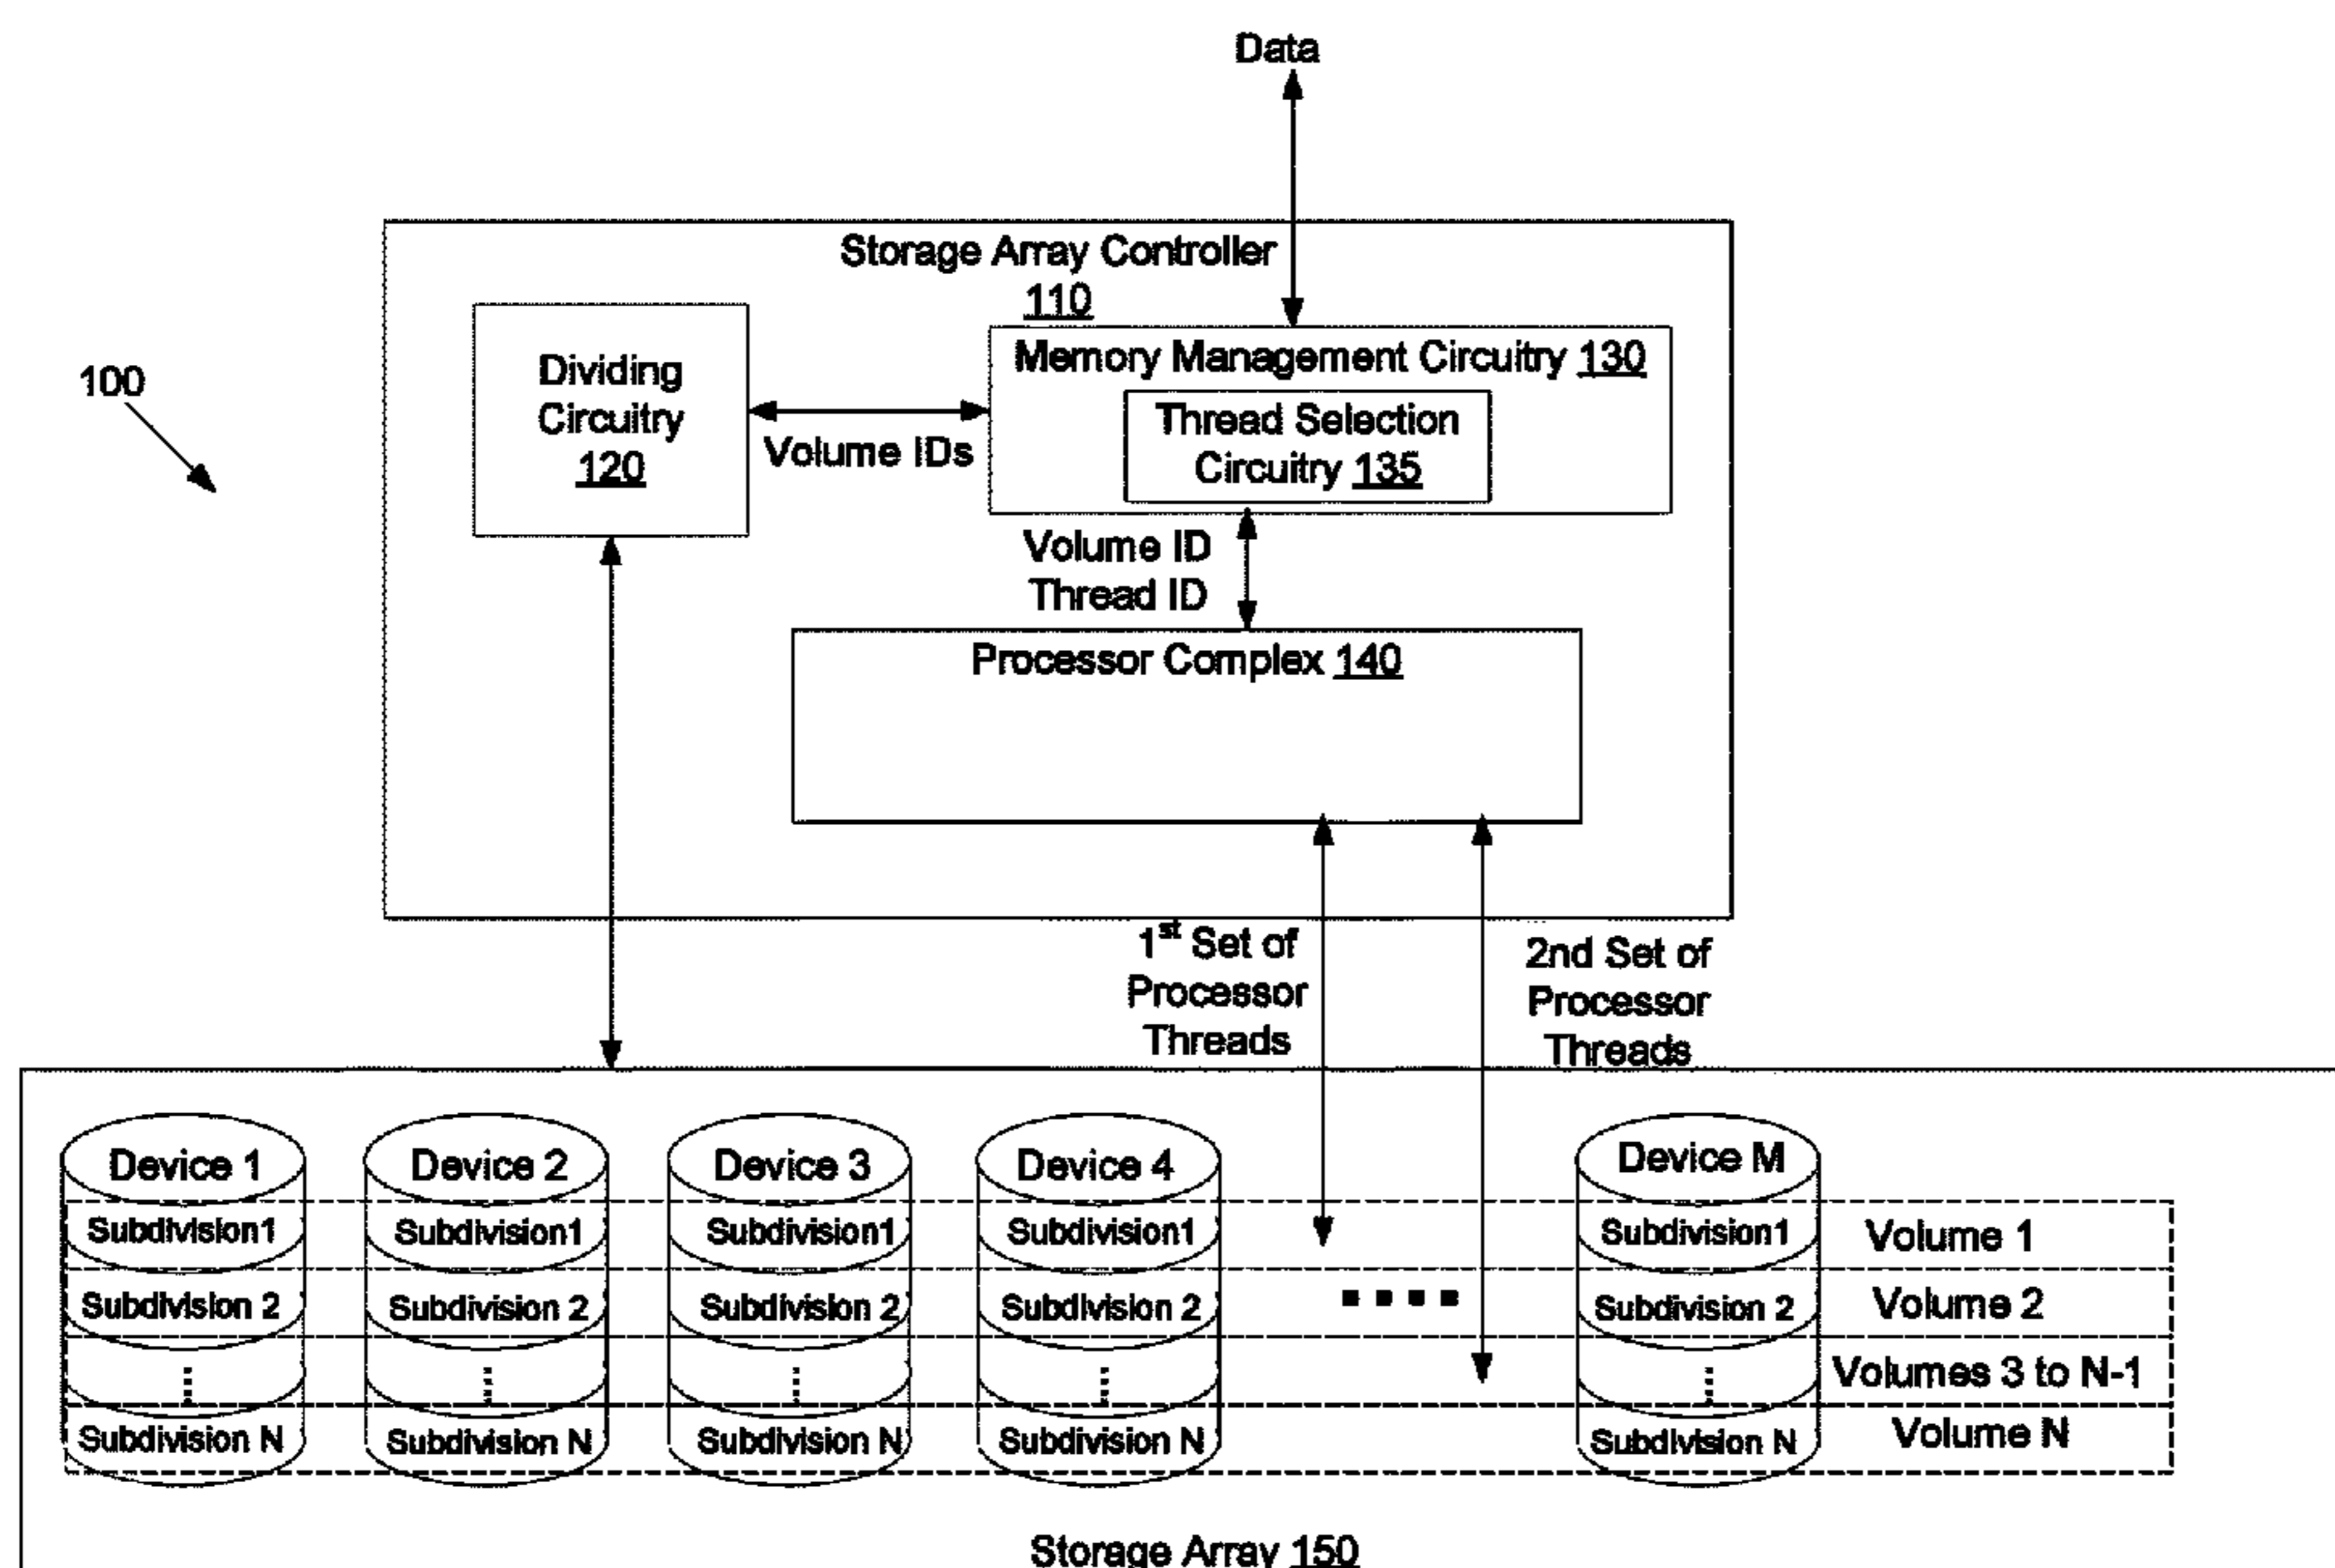 Data
Storage Array Controller
110
100
Dividing
Circuitry
120
Volume IDs
Memory Management Circuitry 130
Thread Selection
Circuitry 135
Volume ID
Thread ID
Processor Complex 140
1st Set of
Processor
Threads
2nd Set of
Processor
Threads
Device 1
Device 2
Device 3
Device 4
Device M
Subdivision1
Subdivision1
Subdivision1
Subdivision1
Subdivision1
Volume 1
Subdivision 2
Subdivision 2
Subdivision 2
Subdivision 2
Subdivision 2
Volume 2
Volumes 3 to N-1
Subdivision N
Subdivision N
Subdivision N
Subdivision N
Subdivision N
Volume N
Storage Array 150